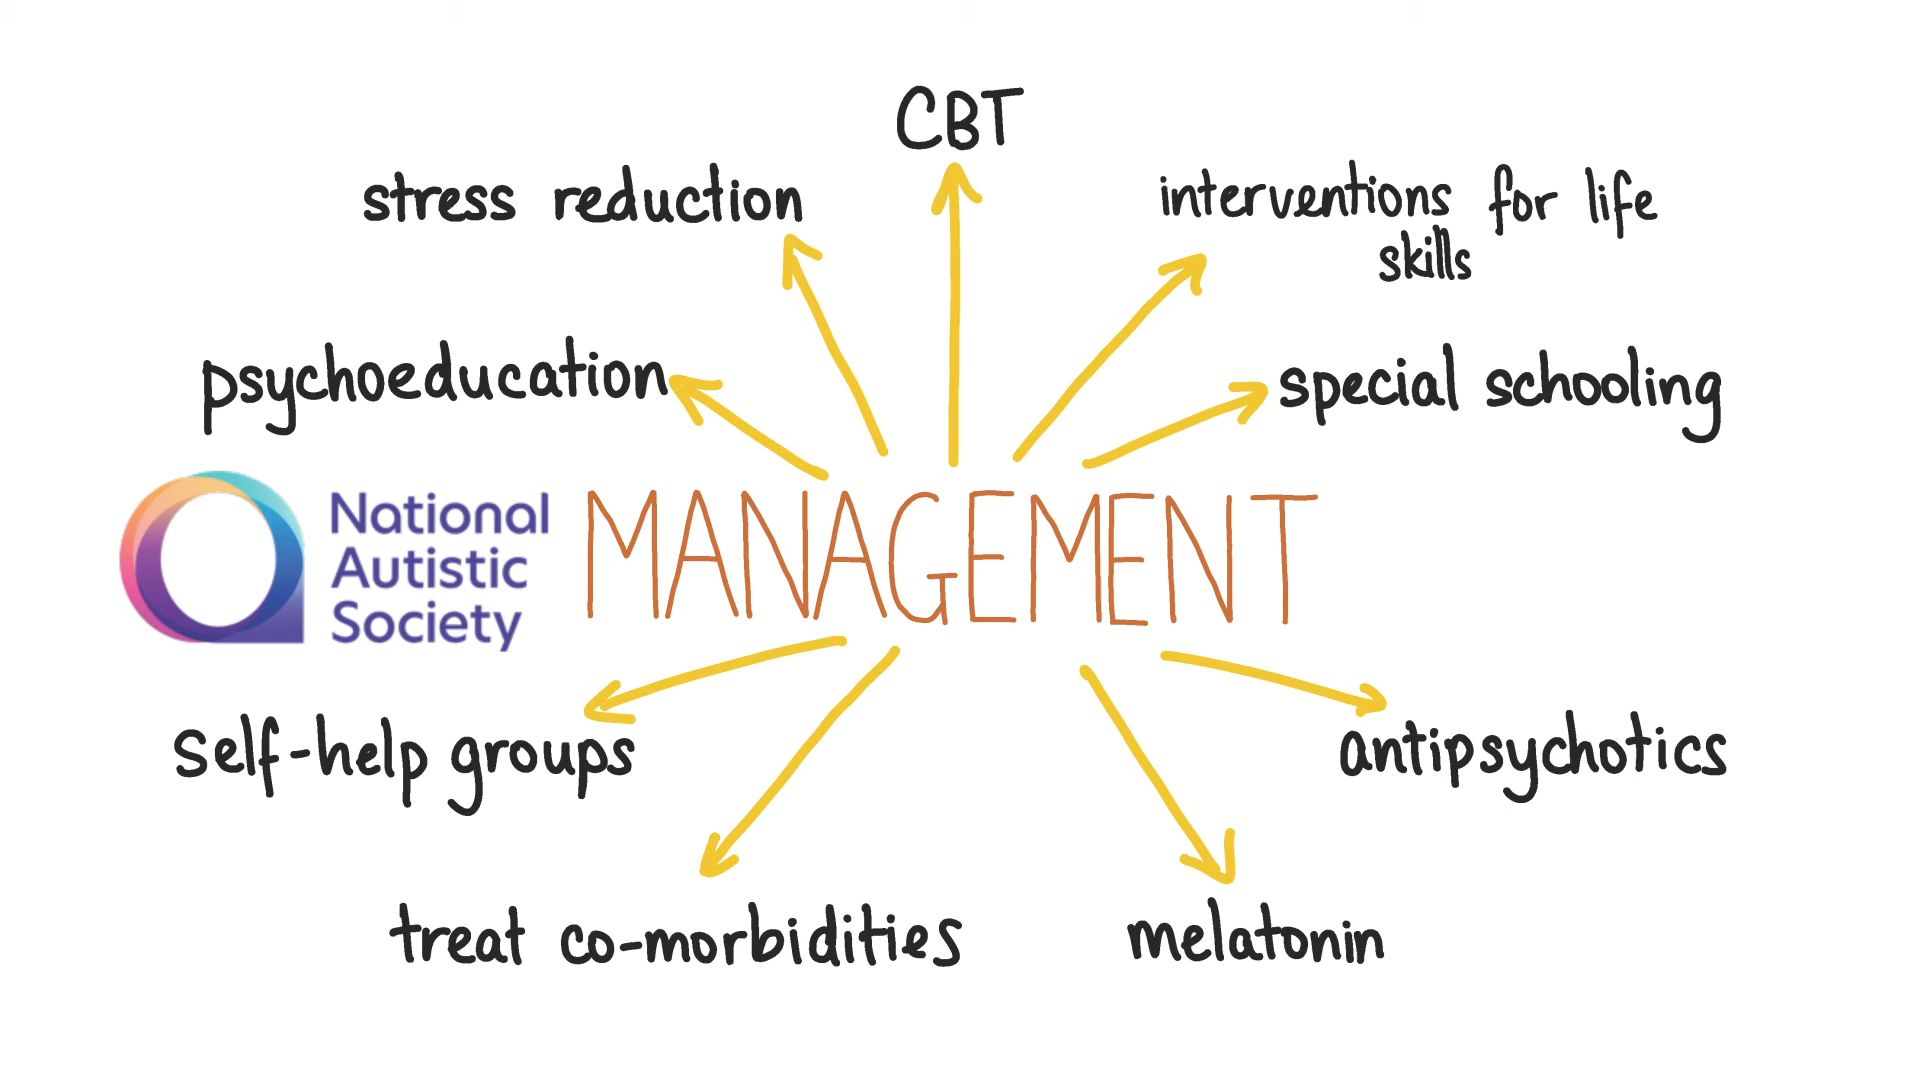 CBT
stress reduction
interventions for life
skills
psychoeducation
special schooling
National
Autistic
Society
MANAGEMENT
self-help groups
antipsychotics
treat co-morbidities
melatonin